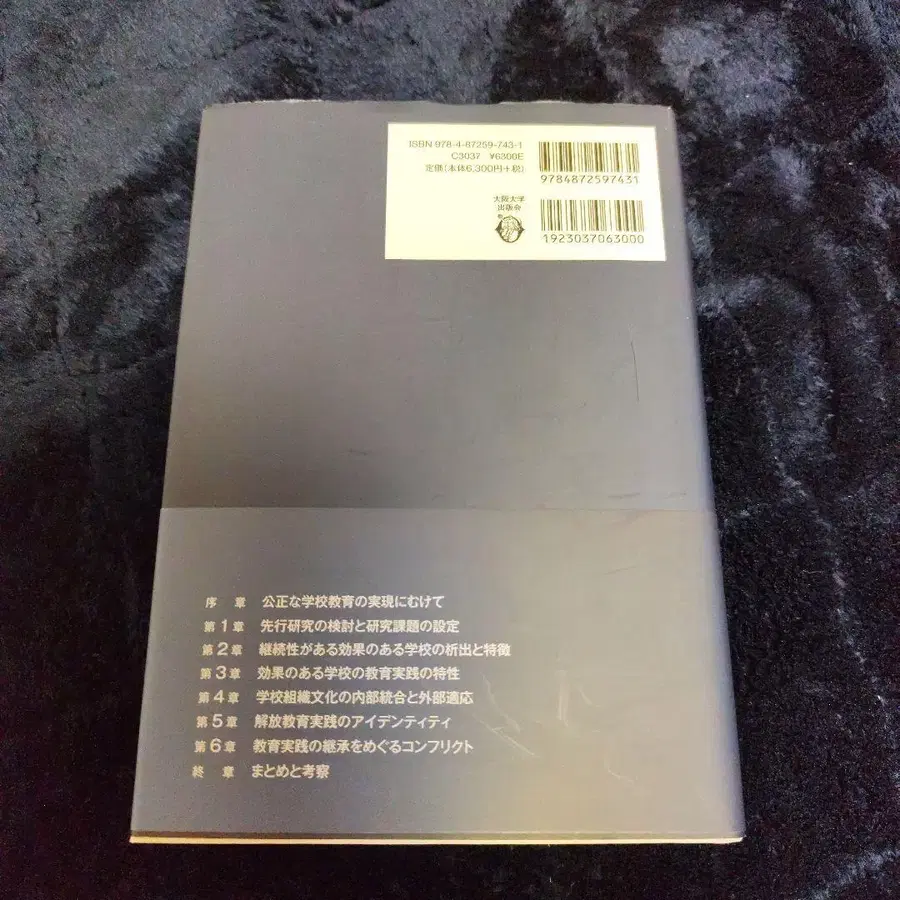 ISBN 978-4-87259-743-1
C3037 ¥6300E
定価(本体6,300円+税)
9784872597431
大阪大学
出版会
1923037063000
序 章 公正な学校教育の実現にむけて
第1章 先行研究の検討と研究課題の設定
第2章 継続性がある効果のある学校の析出と特徴
第3章 効果のある学校の教育実践の特性
第4章 学校組織文化の内部統合と外部適応
第5章 解放教育実践のアイデンティティ
第6章 教育実践の継承をめぐるコンフリクト
終 章 まとめと考察